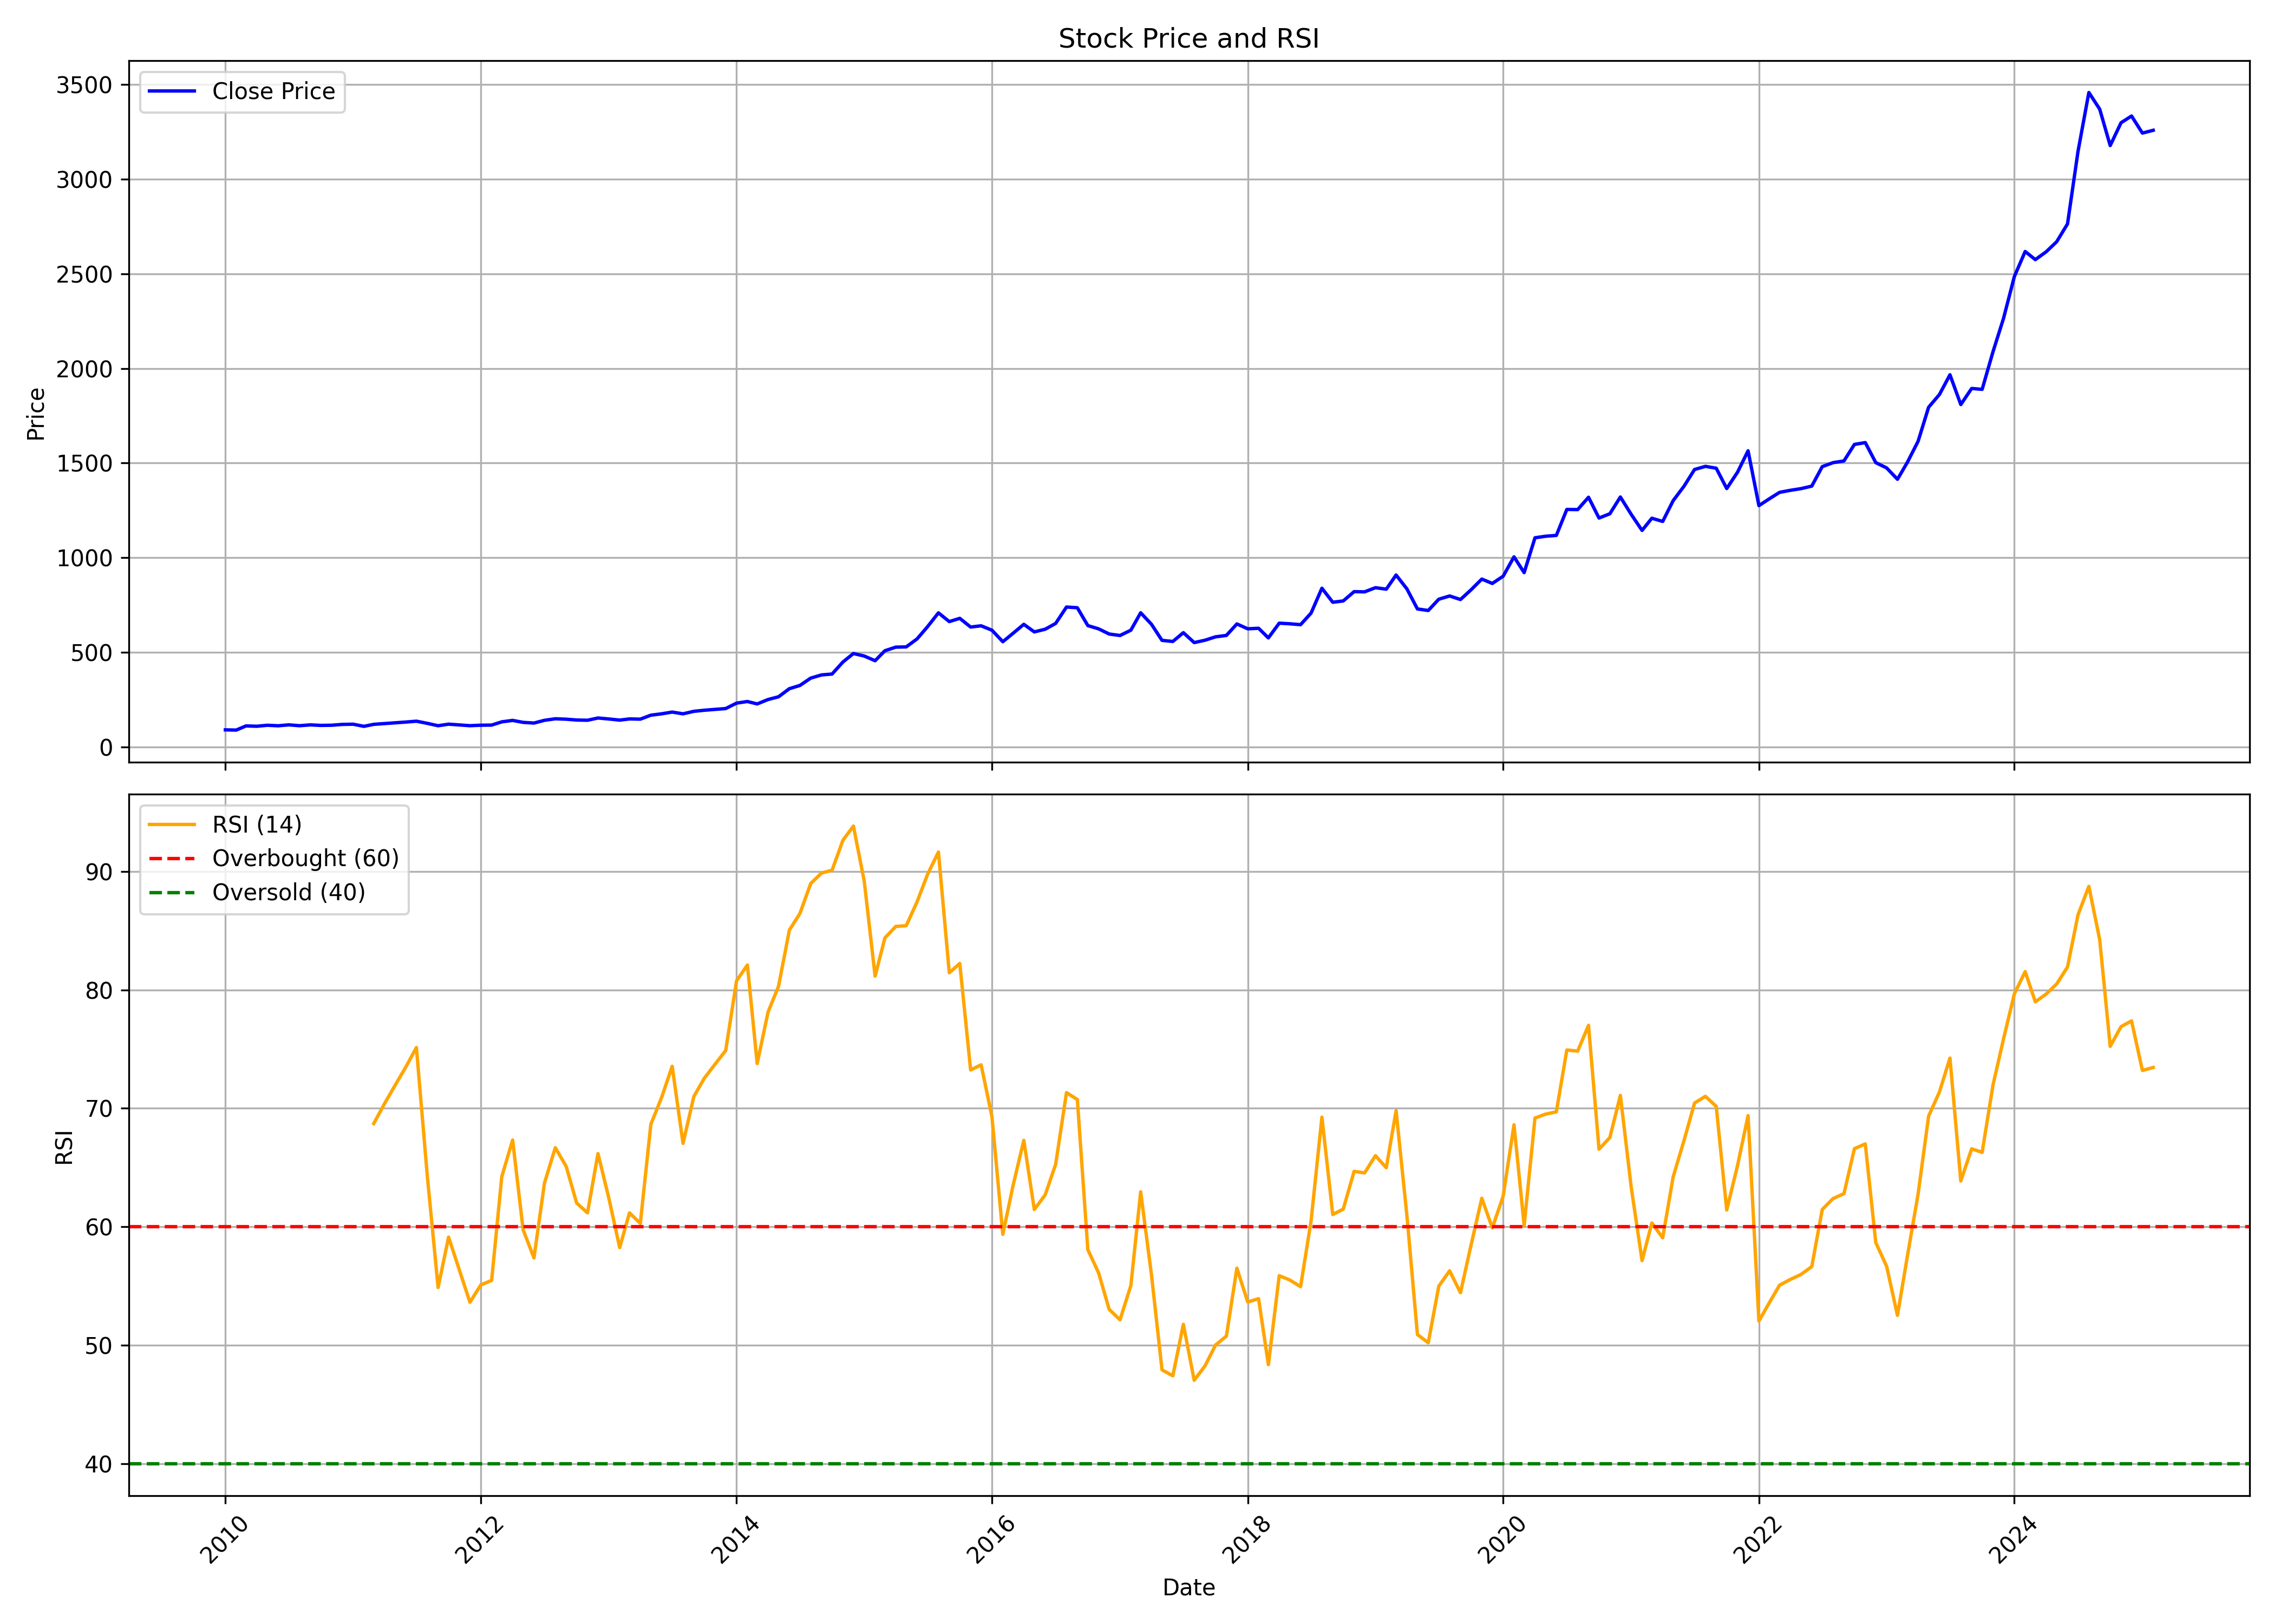 Stock Price and RSI
Close Price
3500
3000
2500
2000
1500
1000
500
0
Price
RSI (14)
Overbought (60)
Oversold (40)
90
80
70
60
50
40
RSI
2010
2012
2014
2016
2018
2020
2022
2024
Date